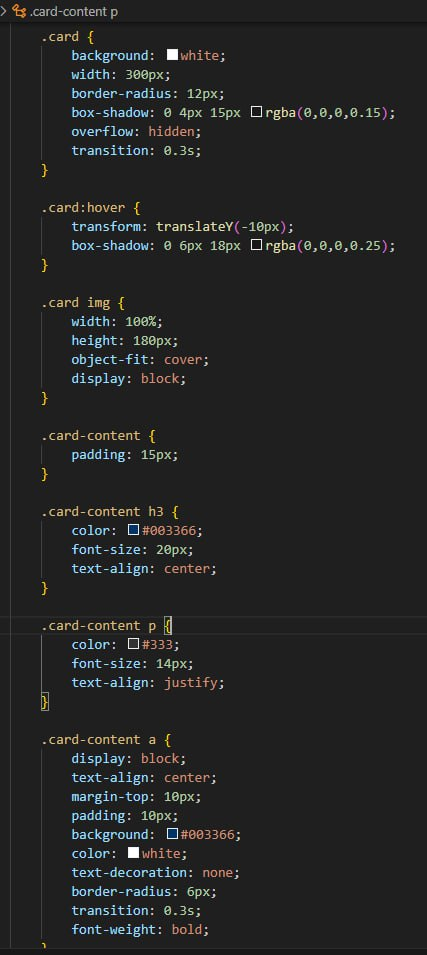 .card-content p
.card {
background: white;
width: 300px;
border-radius: 12px;
box-shadow: 0 4px 15px rgba(0,0,0,0.15);
overflow: hidden;
transition: 0.3s;
}
.card:hover {
transform: translateY(-10px);
box-shadow: 0 6px 18px rgba(0,0,0,0.25);
}
.card img {
width: 100%;
height: 180px;
object-fit: cover;
display: block;
}
.card-content {
padding: 15px;
}
.card-content h3 {
color: #003366;
font-size: 20px;
text-align: center;
}
.card-content p {
color: #333;
font-size: 14px;
text-align: justify;
}
.card-content a {
display: block;
text-align: center;
margin-top: 10px;
padding: 10px;
background: #003366;
color: white;
text-decoration: none;
border-radius: 6px;
transition: 0.3s;
font-weight: bold;
}